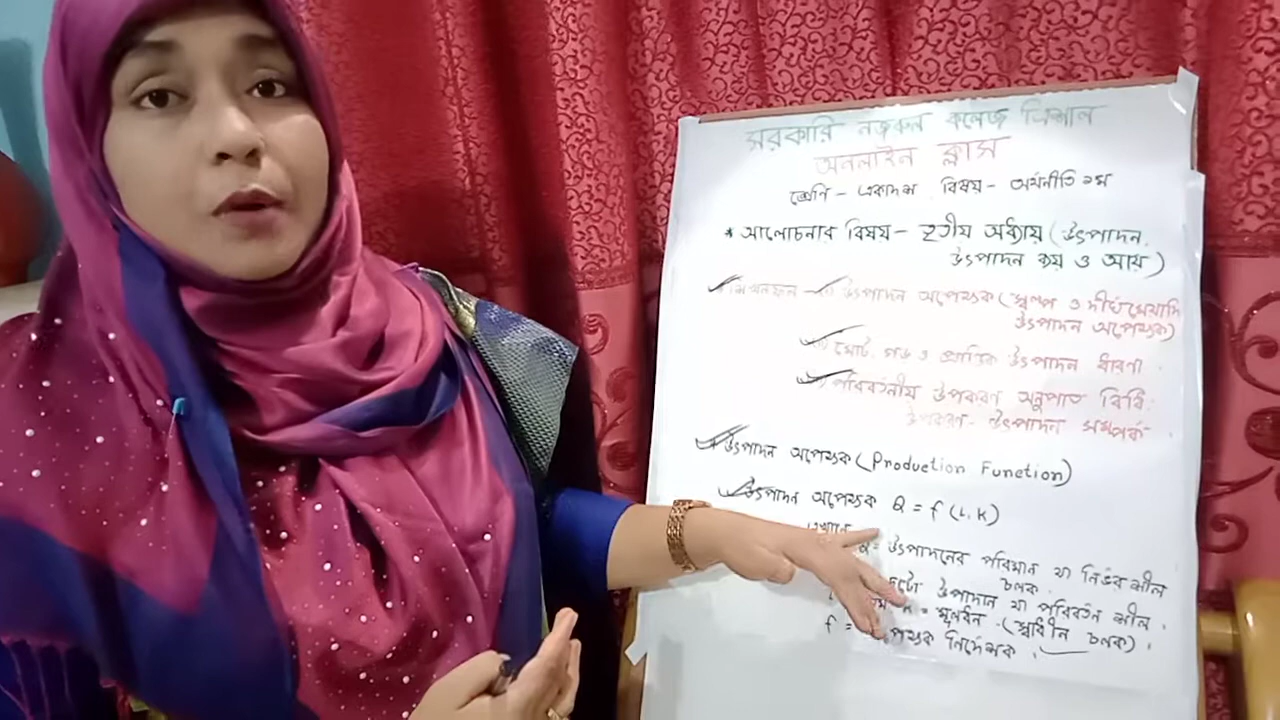 সরকারি নজরুল কলেজ
অনলাইন ক্লাস
শ্রেণি - একাদশ বিষয় - অর্থনীতি ১ম
* আলোচনার বিষয় - তৃতীয় অধ্যায় (উৎপাদন,
উৎপাদন ব্যয় ও আয়)
শিখনফল - উৎপাদন অপেক্ষক (স্বল্প ও দীর্ঘমেয়াদি
উৎপাদন অপেক্ষক)
মোট, গড় ও প্রান্তিক উৎপাদন ধারণা
পরিবর্তনীয় উপকরণ অনুপাত বিধি:
উপকরণ - উৎপাদন সম্পর্ক
উৎপাদন অপেক্ষক (Production Function)
উৎপাদন অপেক্ষক Q = f (L, K)
এখানে
Q = উৎপাদনের পরিমান যা নির্ভরশীল
চলক
উপাদান যা পরিবর্তনশীল
= মূলধন (স্বাধীন চলক)
f = নির্দেশক